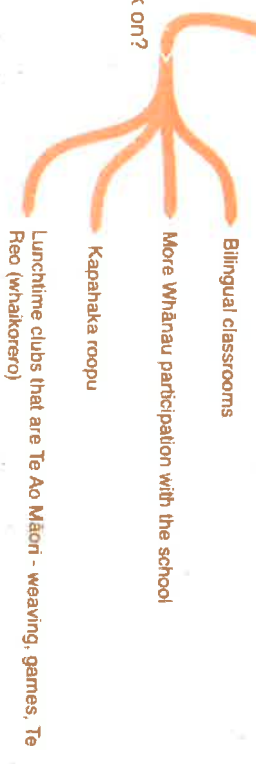 k on?
Bilingual classrooms
More Whānau participation with the school
Kapahaka roopu
Lunchtime clubs that are Te Ao Māori - weaving, games, Te
Reo (whaikorero)